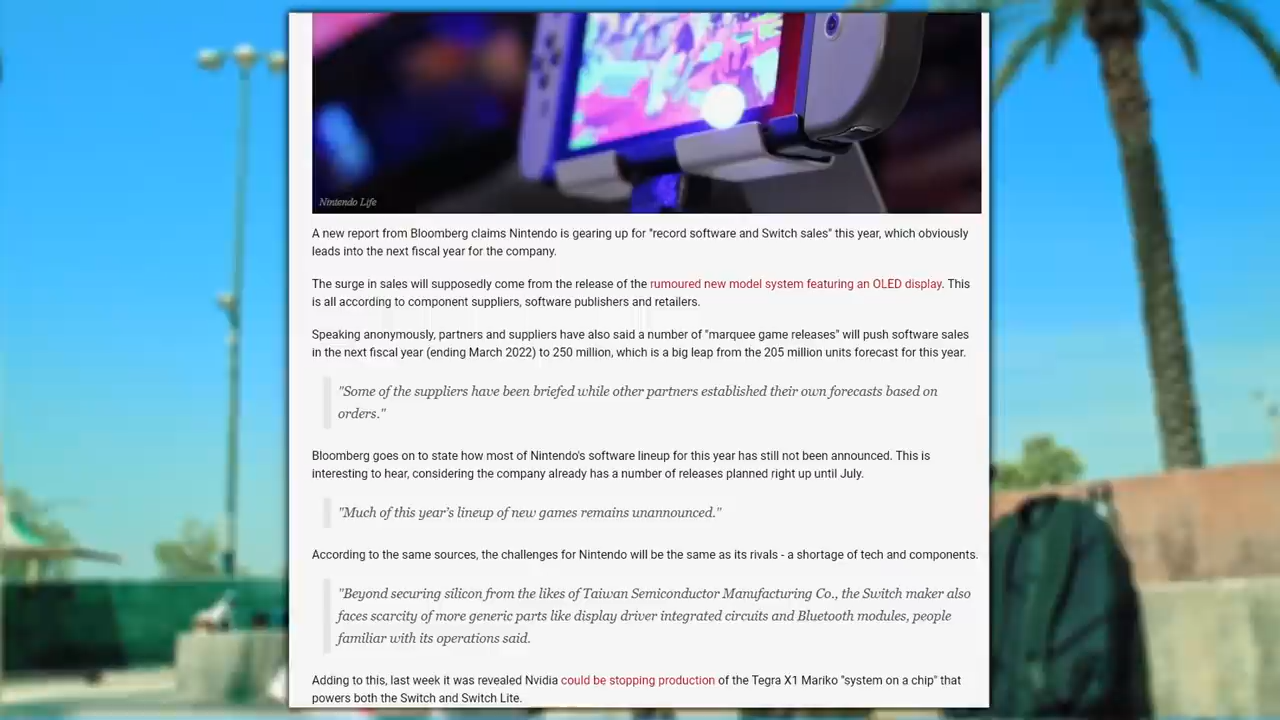 Nintendo Life
A new report from Bloomberg claims Nintendo is gearing up for "record software and Switch sales" this year, which obviously
leads into the next fiscal year for the company.
The surge in sales will supposedly come from the release of the rumoured new model system featuring an OLED display. This
is all according to component suppliers, software publishers and retailers.
Speaking anonymously, partners and suppliers have also said a number of "marquee game releases" will push software sales
in the next fiscal year (ending March 2022) to 250 million, which is a big leap from the 205 million units forecast for this year.
"Some of the suppliers have been briefed while other partners established their own forecasts based on
orders."
Bloomberg goes on to state how most of Nintendo's software lineup for this year has still not been announced. This is
interesting to hear, considering the company already has a number of releases planned right up until July.
"Much of this year's lineup of new games remains unannounced."
According to the same sources, the challenges for Nintendo will be the same as its rivals - a shortage of tech and components.
"Beyond securing silicon from the likes of Taiwan Semiconductor Manufacturing Co., the Switch maker also
faces scarcity of more generic parts like display driver integrated circuits and Bluetooth modules, people
familiar with its operations said.
Adding to this, last week it was revealed Nvidia could be stopping production of the Tegra X1 Mariko "system on a chip" that
powers both the Switch and Switch Lite.